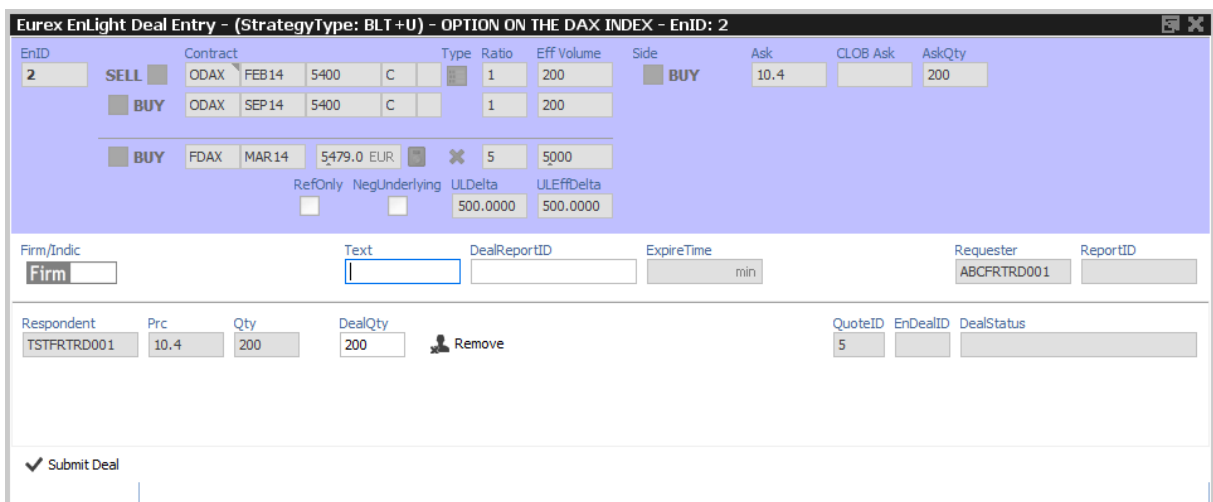 Eurex EnLight Deal Entry - (StrategyType: BLT+U) - OPTION ON THE DAX INDEX - EnID: 2
EnID Contract Type Ratio Eff Volume Side Ask CLOB Ask AskQty
2 SELL ODAX FEB14 5400 C 1 200 BUY 10.4 200
BUY ODAX SEP14 5400 C 1 200
BUY FDAX MAR14 5479.0 EUR 5 5000
RefOnly NegUnderlying ULDelta ULEffDelta
500.0000 500.0000
Firm/Indic Text DealReportID ExpireTime Requester ReportID
Firm min ABCFRTRD001
Respondent Prc Qty DealQty QuoteID EnDealID DealStatus
TSTFRTRD001 10.4 200 200 Remove 5
Submit Deal